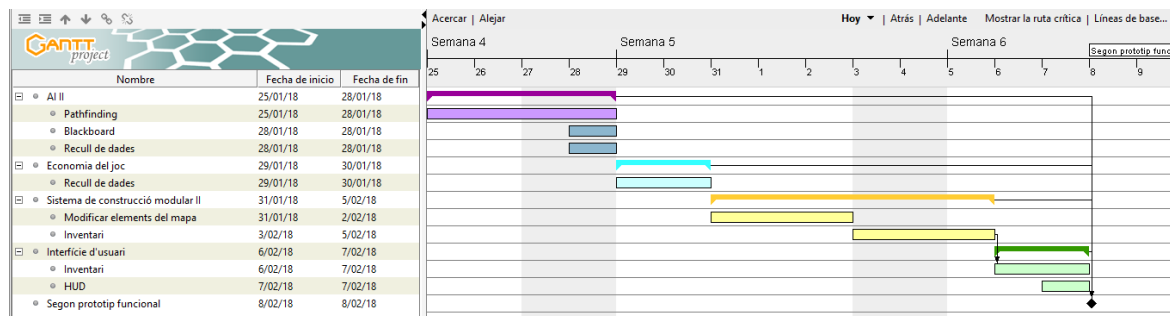 Acercar | Alejar
Hoy ▼ | Atrás | Adelante Mostrar la ruta crítica | Líneas de base...
GANTT project
Semana 4 Semana 5 Semana 6
Segon prototip func
25 26 27 28 29 30 31 1 2 3 4 5 6 7 8 9
Nombre Fecha de inicio Fecha de fin
AI II 25/01/18 28/01/18
Pathfinding 25/01/18 28/01/18
Blackboard 28/01/18 28/01/18
Recull de dades 28/01/18 28/01/18
Economia del joc 29/01/18 30/01/18
Recull de dades 29/01/18 30/01/18
Sistema de construcció modular II 31/01/18 5/02/18
Modificar elements del mapa 31/01/18 2/02/18
Inventari 3/02/18 5/02/18
Interfície d'usuari 6/02/18 7/02/18
Inventari 6/02/18 7/02/18
HUD 7/02/18 7/02/18
Segon prototip funcional 8/02/18 8/02/18